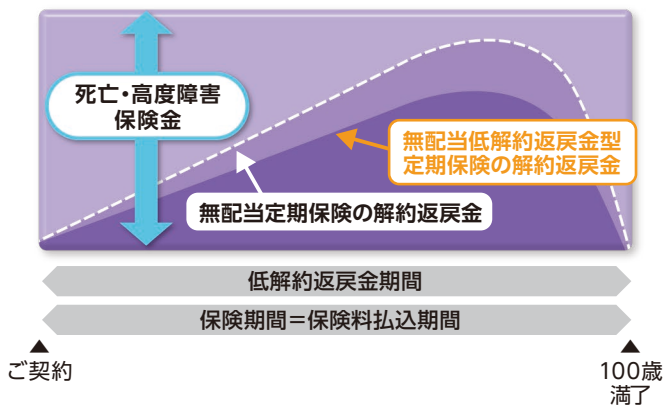 死亡・高度障害
保険金
無配当低解約返戻金型
定期保険の解約返戻金
無配当定期保険の解約返戻金
低解約返戻金期間
保険期間=保険料払込期間
▲
▲
ご契約
100歳
満了